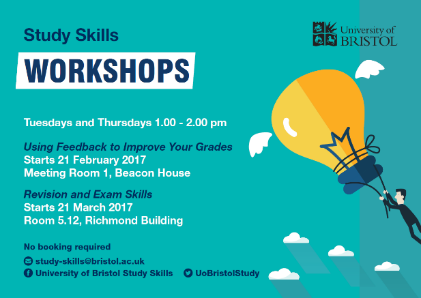 Study Skills
University of
BRISTOL
WORKSHOPS
Tuesdays and Thursdays 1.00 - 2.00 pm
Using Feedback to Improve Your Grades
Starts 21 February 2017
Meeting Room 1, Beacon House
Revision and Exam Skills
Starts 21 March 2017
Room 5.12, Richmond Building
No booking required
study-skills@bristol.ac.uk
University of Bristol Study Skills UoBristolStudy